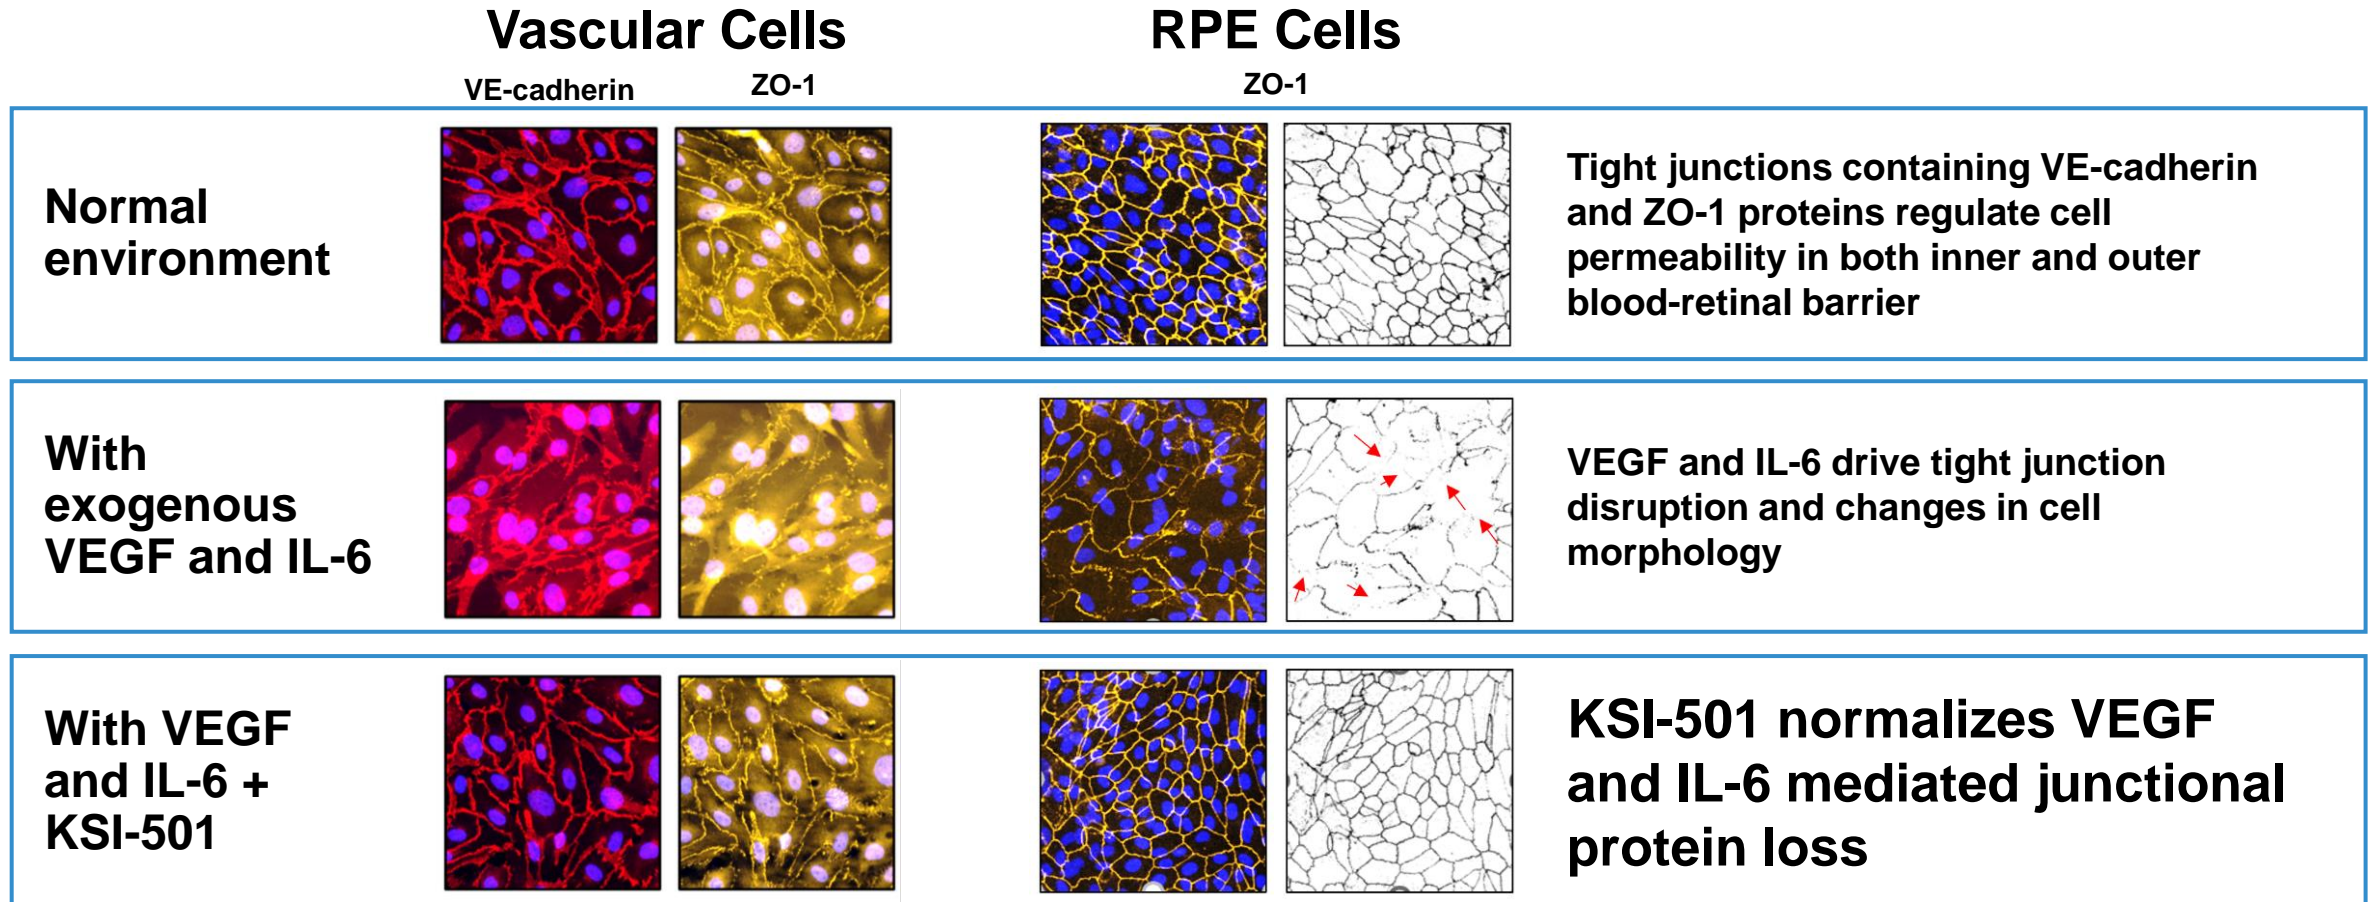 Vascular Cells
RPE Cells
VE-cadherin
ZO-1
ZO-1
Normal
environment
Tight junctions containing VE-cadherin
and ZO-1 proteins regulate cell
permeability in both inner and outer
blood-retinal barrier
With
exogenous
VEGF and IL-6
VEGF and IL-6 drive tight junction
disruption and changes in cell
morphology
With VEGF
and IL-6 +
KSI-501
KSI-501 normalizes VEGF
and IL-6 mediated junctional
protein loss